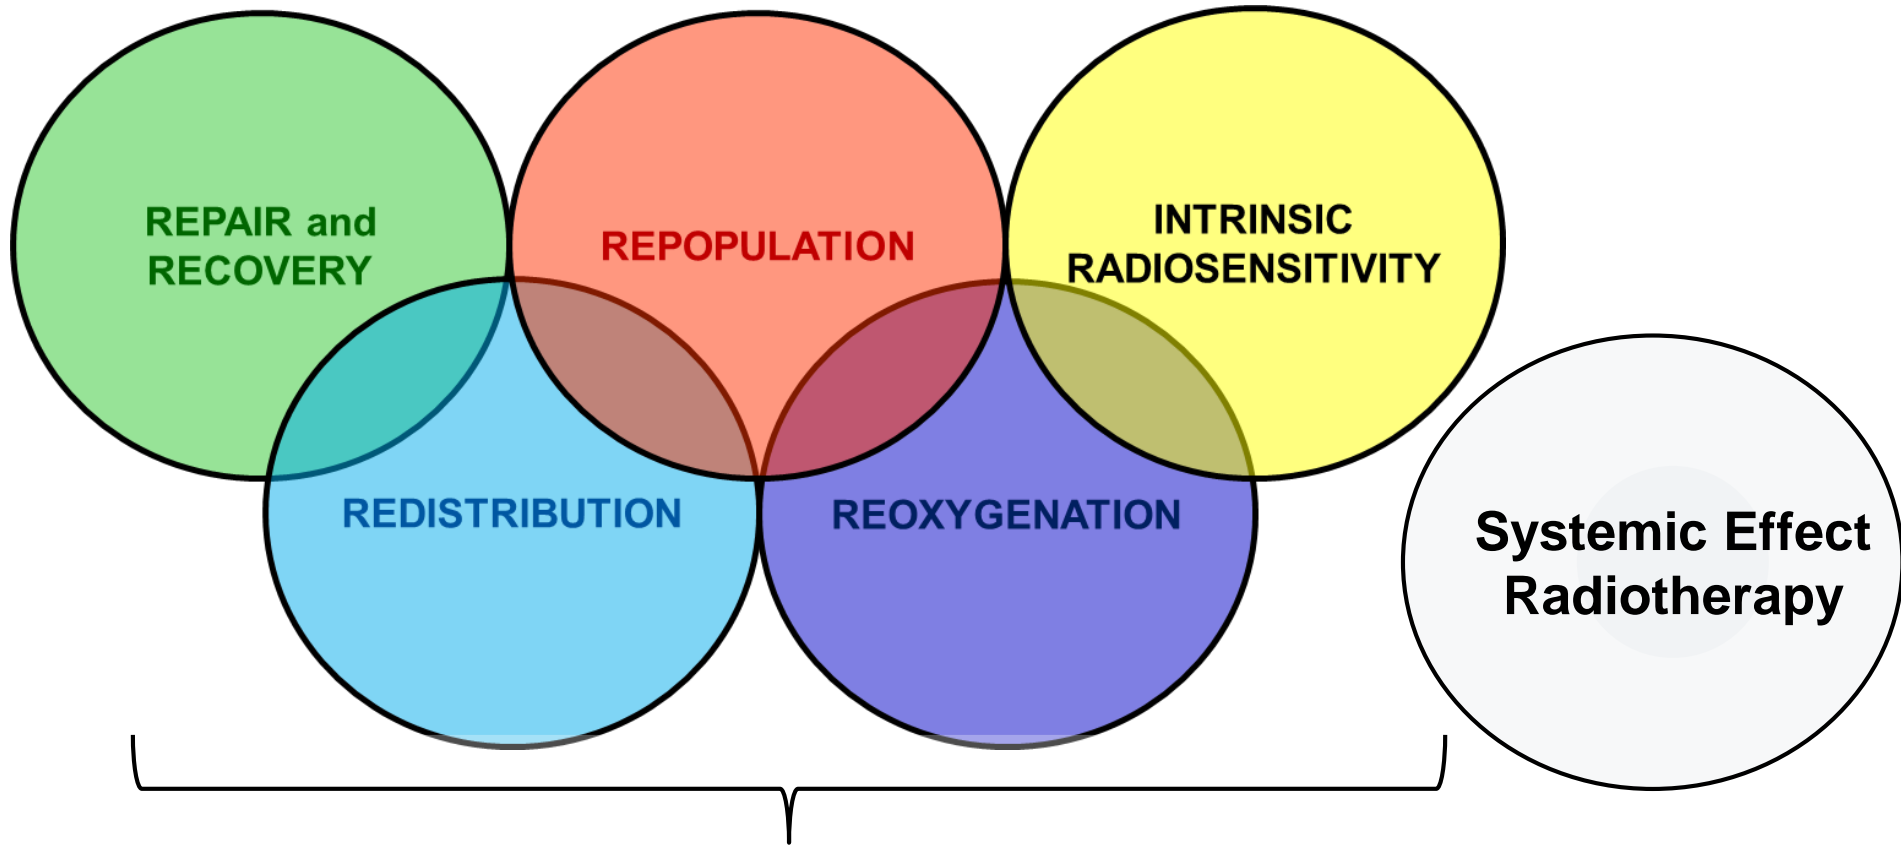 REPAIR and
RECOVERY
REPOPULATION
INTRINSIC
RADIOSENSITIVITY
REDISTRIBUTION
REOXYGENATION
Systemic Effect
Radiotherapy